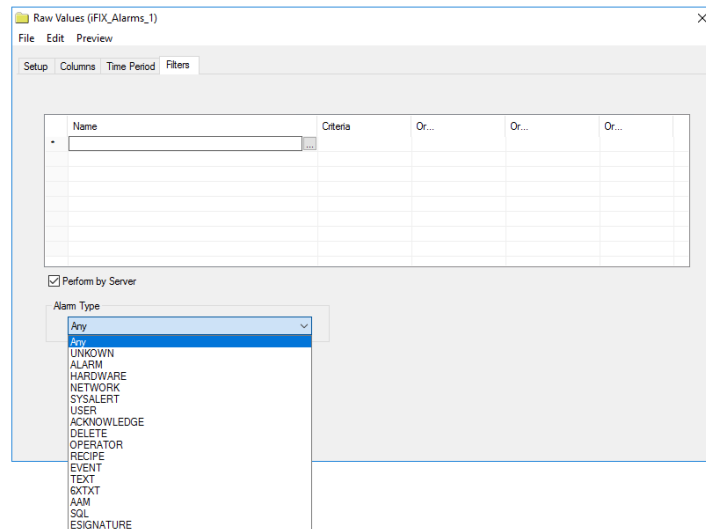 Raw Values (iFIX_Alarms_1)
File Edit Preview
Setup Columns Time Period Filters
Name Criteria Or... Or... Or...
...
Perform by Server
Alarm Type
Any
Any
UNKOWN
ALARM
HARDWARE
NETWORK
SYSALERT
USER
ACKNOWLEDGE
DELETE
OPERATOR
RECIPE
EVENT
TEXT
6XTXT
AAM
SQL
ESIGNATURE